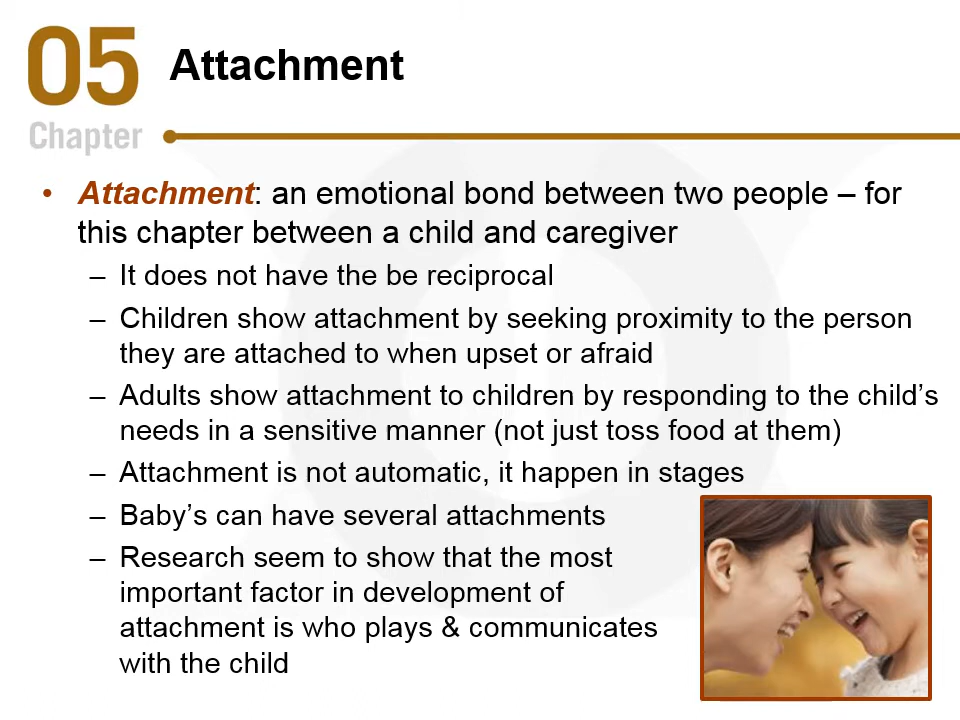 05
Attachment
Chapter
• Attachment: an emotional bond between two people – for
this chapter between a child and caregiver
– It does not have the be reciprocal
– Children show attachment by seeking proximity to the person
they are attached to when upset or afraid
– Adults show attachment to children by responding to the child’s
needs in a sensitive manner (not just toss food at them)
– Attachment is not automatic, it happen in stages
– Baby’s can have several attachments
– Research seem to show that the most
important factor in development of
attachment is who plays & communicates
with the child